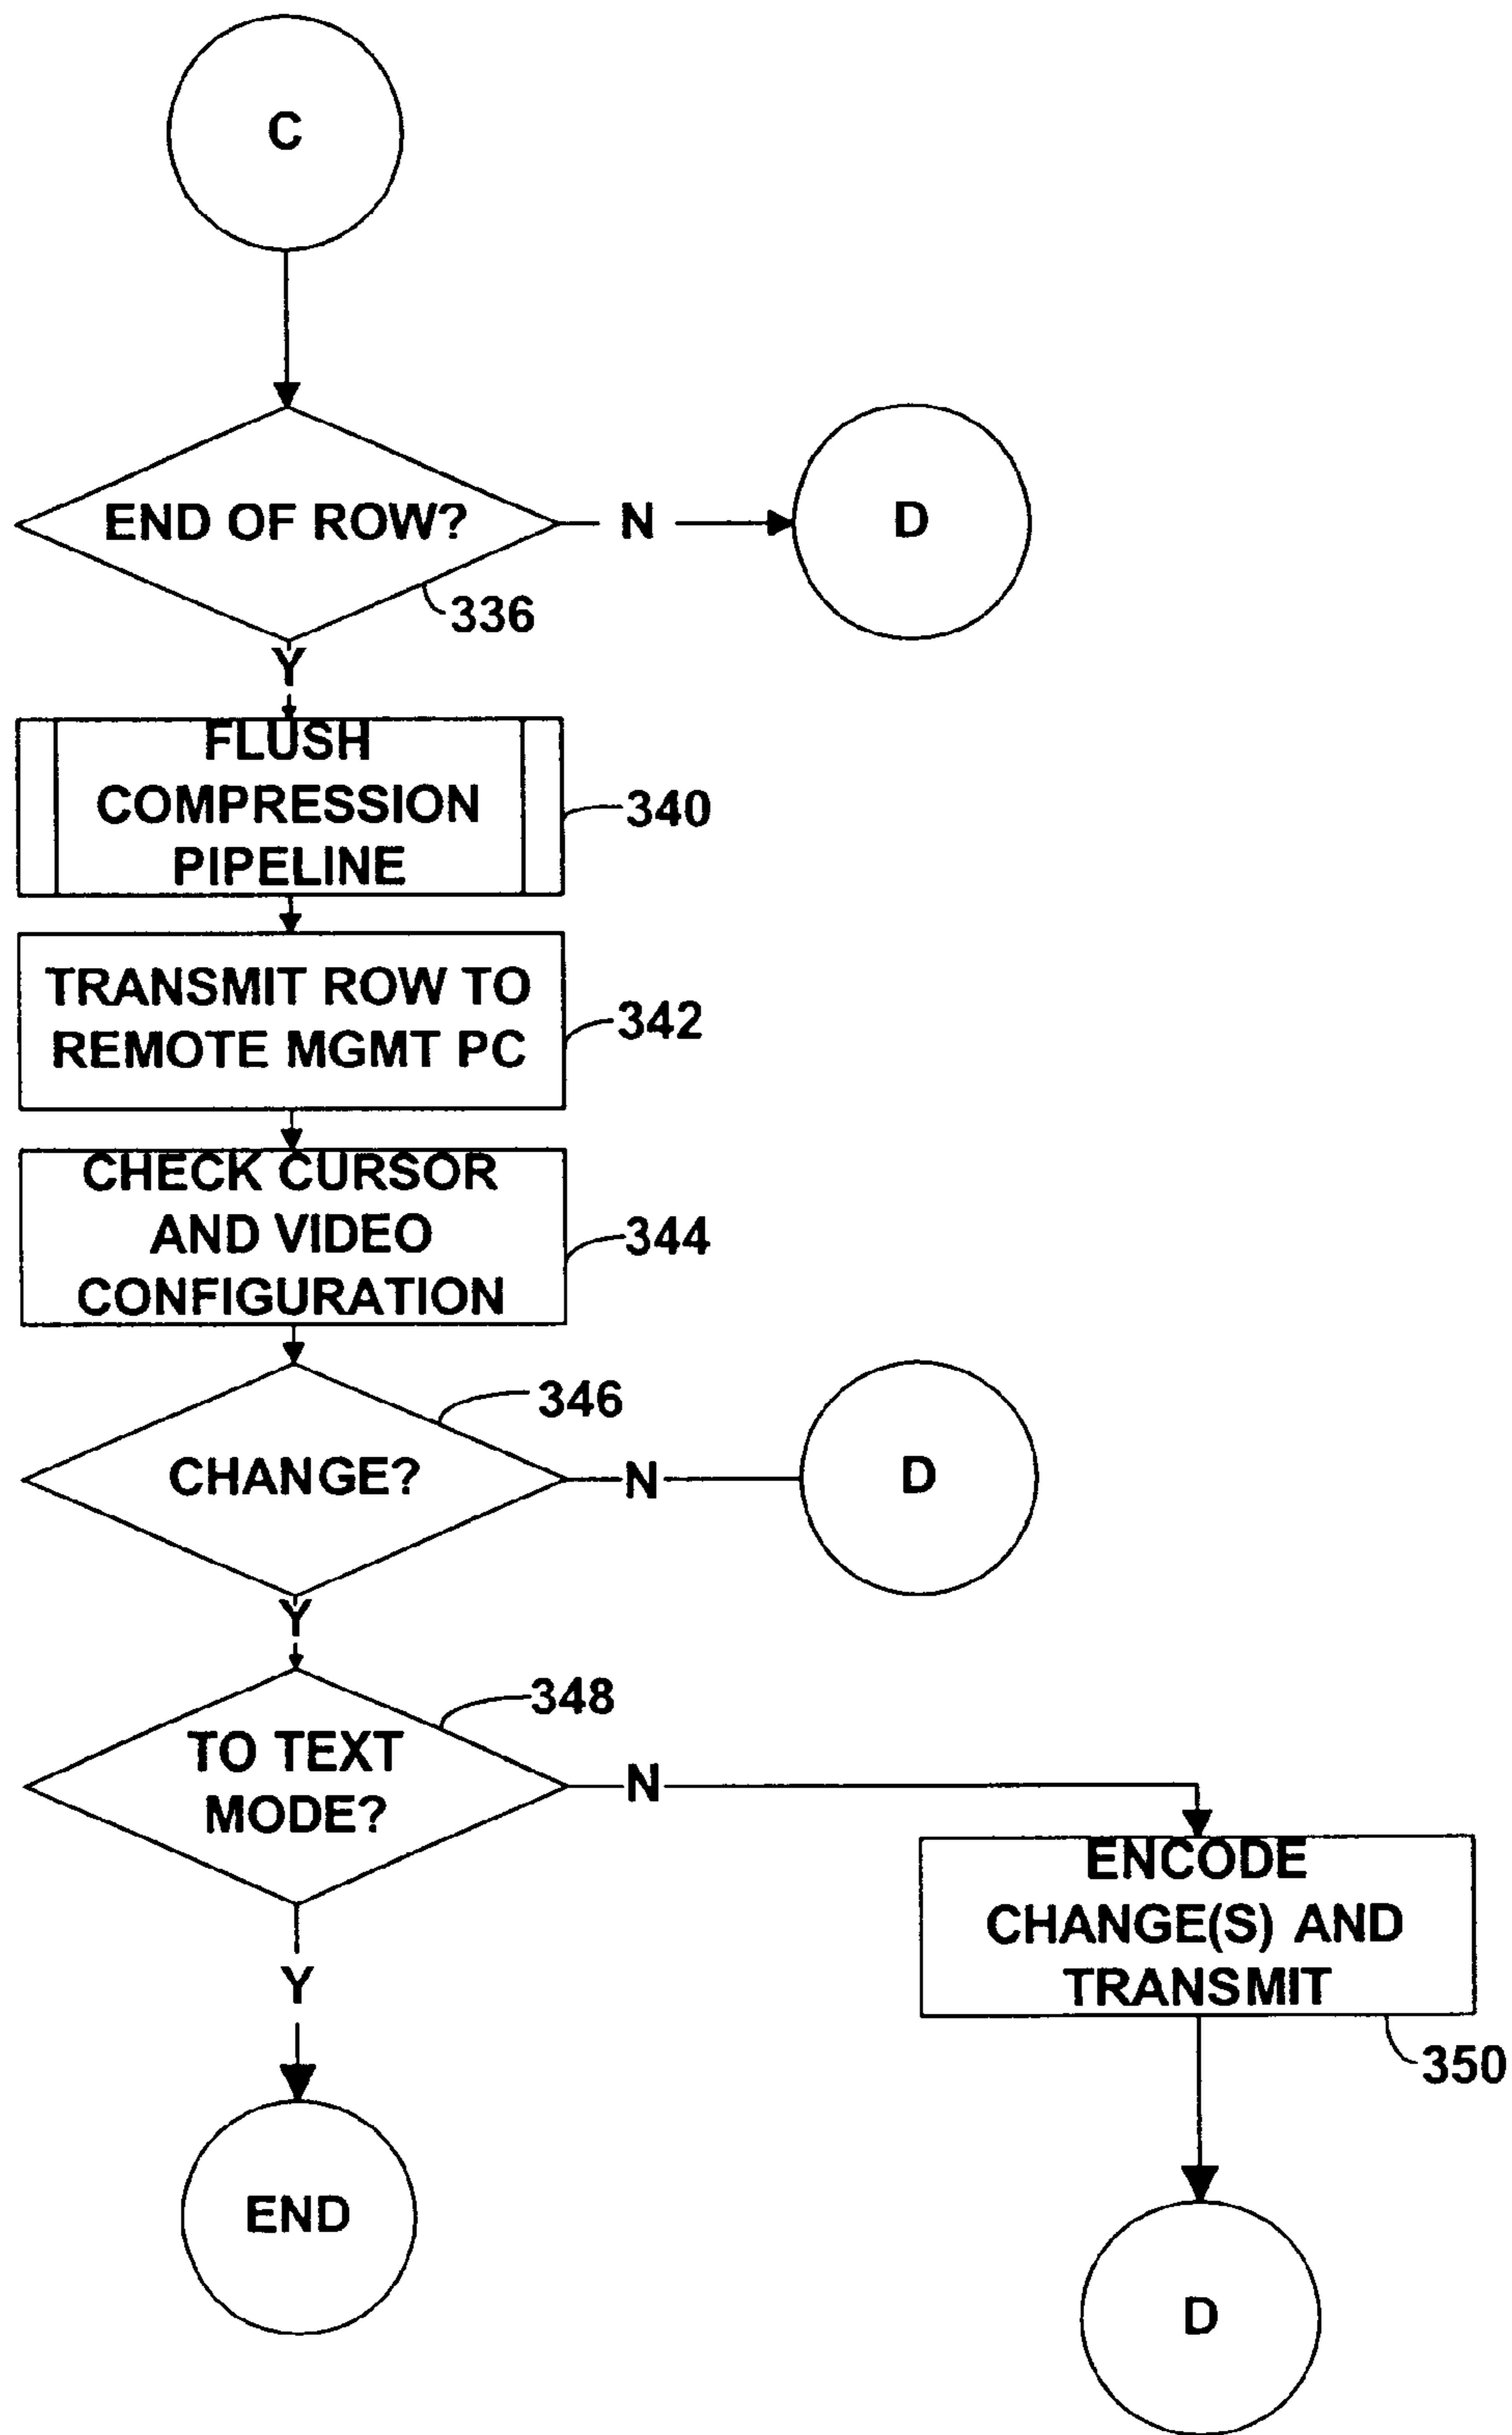 C
END OF ROW?
N
D
336
Y
FLUSH
COMPRESSION
PIPELINE
340
TRANSMIT ROW TO
REMOTE MGMT PC
342
CHECK CURSOR
AND VIDEO
CONFIGURATION
344
346
CHANGE?
N
D
Y
348
TO TEXT
MODE?
N
ENCODE
CHANGE(S) AND
TRANSMIT
350
Y
END
D